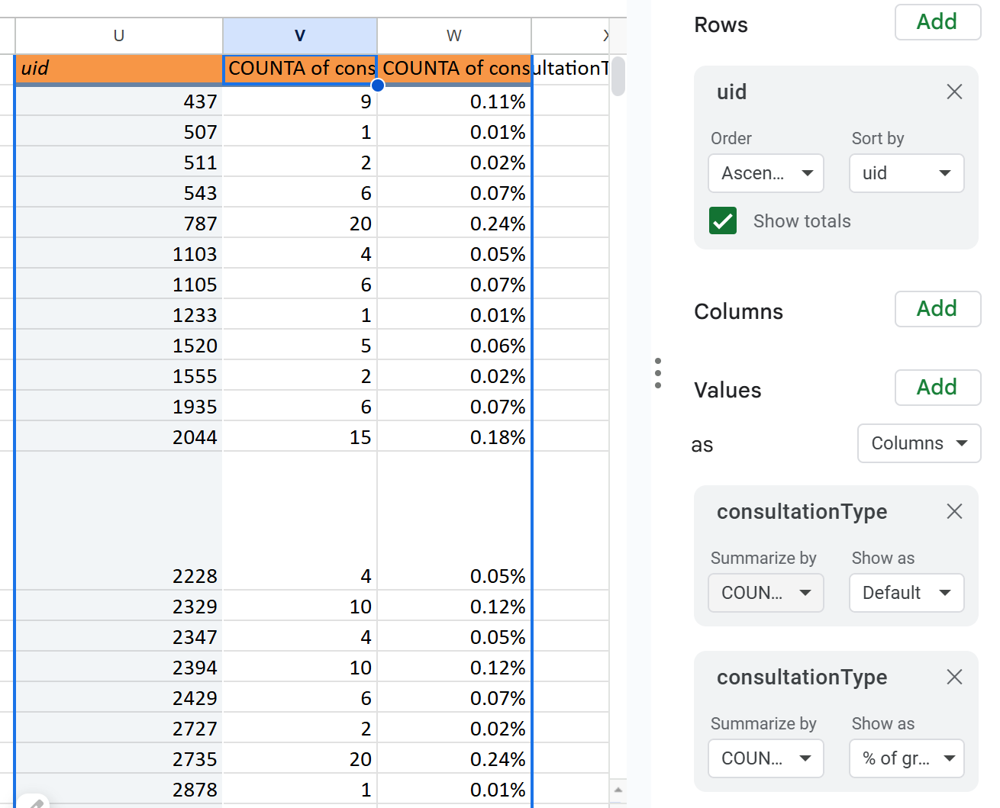 U V W X
uid COUNTA of cons COUNTA of consultationT
437 9 0.11%
507 1 0.01%
511 2 0.02%
543 6 0.07%
787 20 0.24%
1103 4 0.05%
1105 6 0.07%
1233 1 0.01%
1520 5 0.06%
1555 2 0.02%
1935 6 0.07%
2044 15 0.18%
2228 4 0.05%
2329 10 0.12%
2347 4 0.05%
2394 10 0.12%
2429 6 0.07%
2727 2 0.02%
2735 20 0.24%
2878 1 0.01%
Rows Add
uid
Order Sort by
Ascen... uid
Show totals
Columns Add
Values Add
as Columns
consultationType
Summarize by Show as
COUN... Default
consultationType
Summarize by Show as
COUN... % of gr...